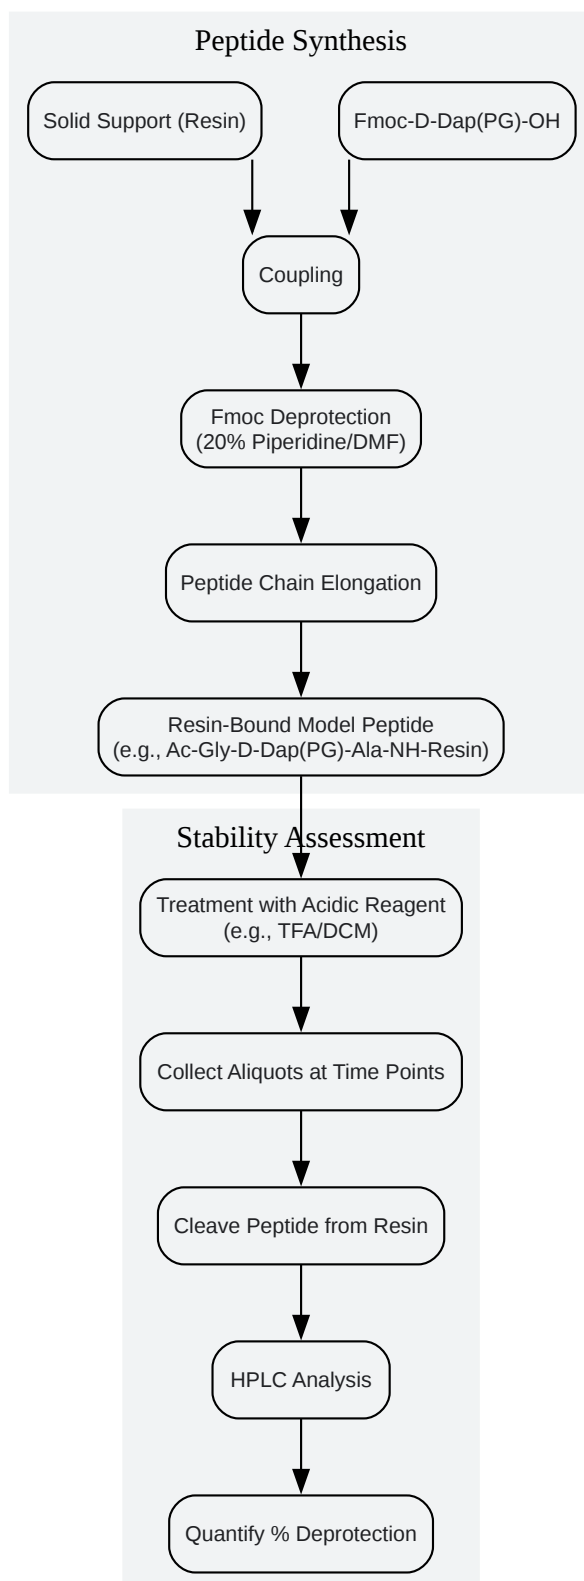 Peptide Synthesis
Solid Support (Resin)
Fmoc-D-Dap(PG)-OH
Coupling
Fmoc Deprotection
(20% Piperidine/DMF)
Peptide Chain Elongation
Resin-Bound Model Peptide
(e.g., Ac-Gly-D-Dap(PG)-Ala-NH-Resin)
Stability Assessment
Treatment with Acidic Reagent
(e.g., TFA/DCM)
Collect Aliquots at Time Points
Cleave Peptide from Resin
HPLC Analysis
Quantify % Deprotection